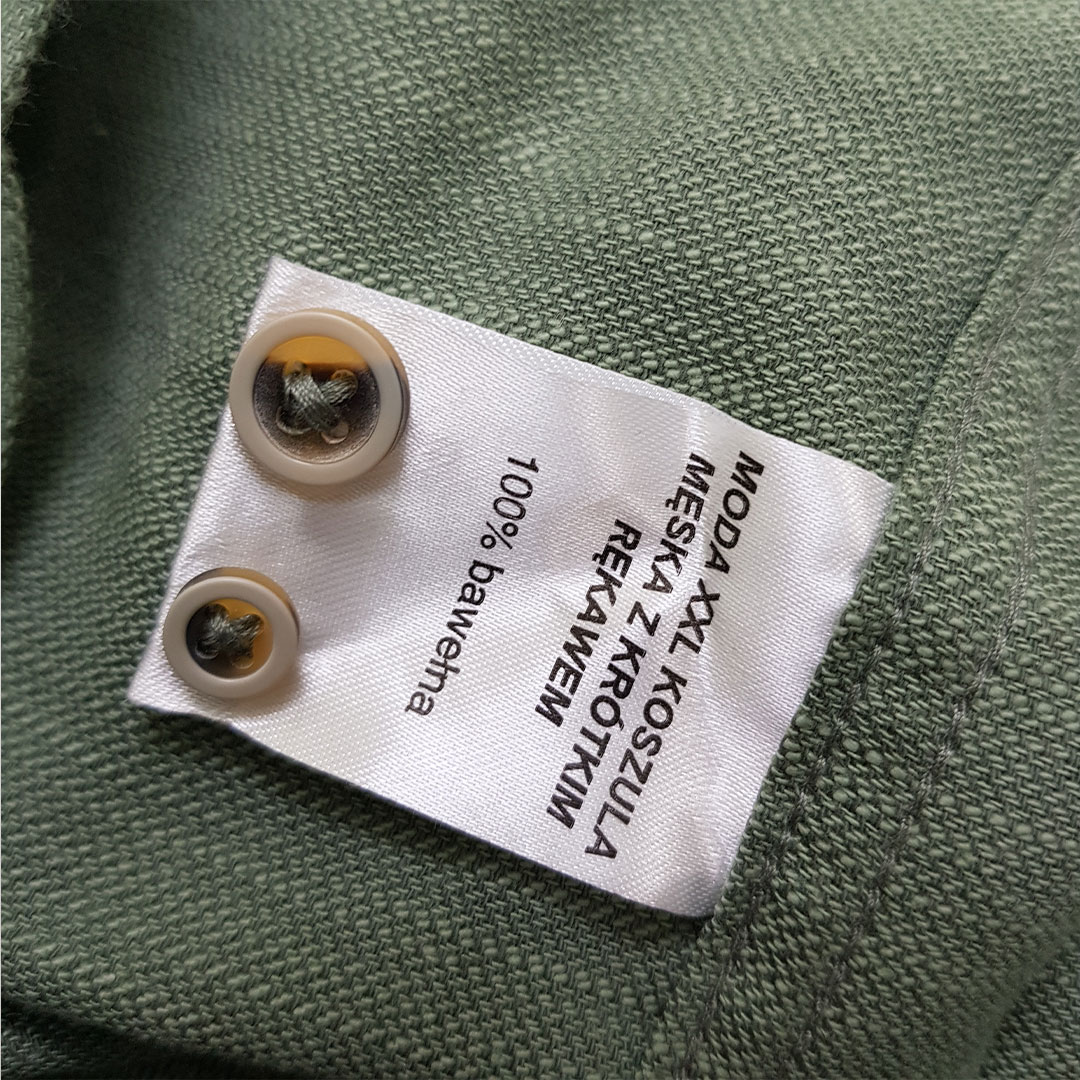 MODA XXL KOSZULA
MĘSKA Z KRÓTKIM
RĘKAWEM
100% bawełna